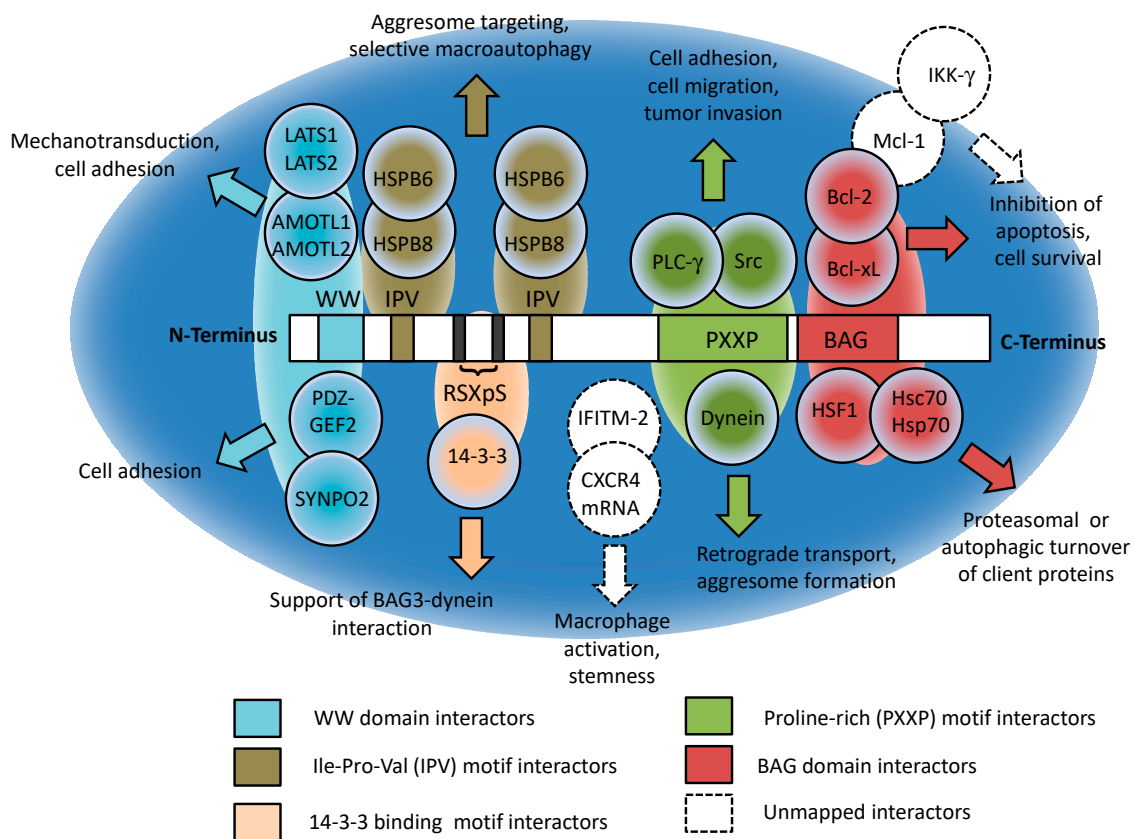 Aggresome targeting,
selective macroautophagy
Cell adhesion,
cell migration,
tumor invasion
IKK-γ
Mcl-1
Mechanotransduction,
cell adhesion
LATS1
LATS2
AMOTL1
AMOTL2
HSPB6
HSPB8
HSPB6
HSPB8
PLC-γ
Src
Bcl-2
Bcl-xL
Inhibition of
apoptosis,
cell survival
WW
IPV
IPV
N-Terminus
PXXP
BAG
C-Terminus
RSXpS
PDZ-
GEF2
SYNPO2
14-3-3
IFITM-2
CXCR4
mRNA
Dynein
HSF1
Hsc70
Hsp70
Cell adhesion
Support of BAG3-dynein
interaction
Macrophage
activation,
stemness
Retrograde transport,
aggresome formation
Proteasomal or
autophagic turnover
of client proteins
WW domain interactors
Ile-Pro-Val (IPV) motif interactors
14-3-3 binding motif interactors
Proline-rich (PXXP) motif interactors
BAG domain interactors
Unmapped interactors